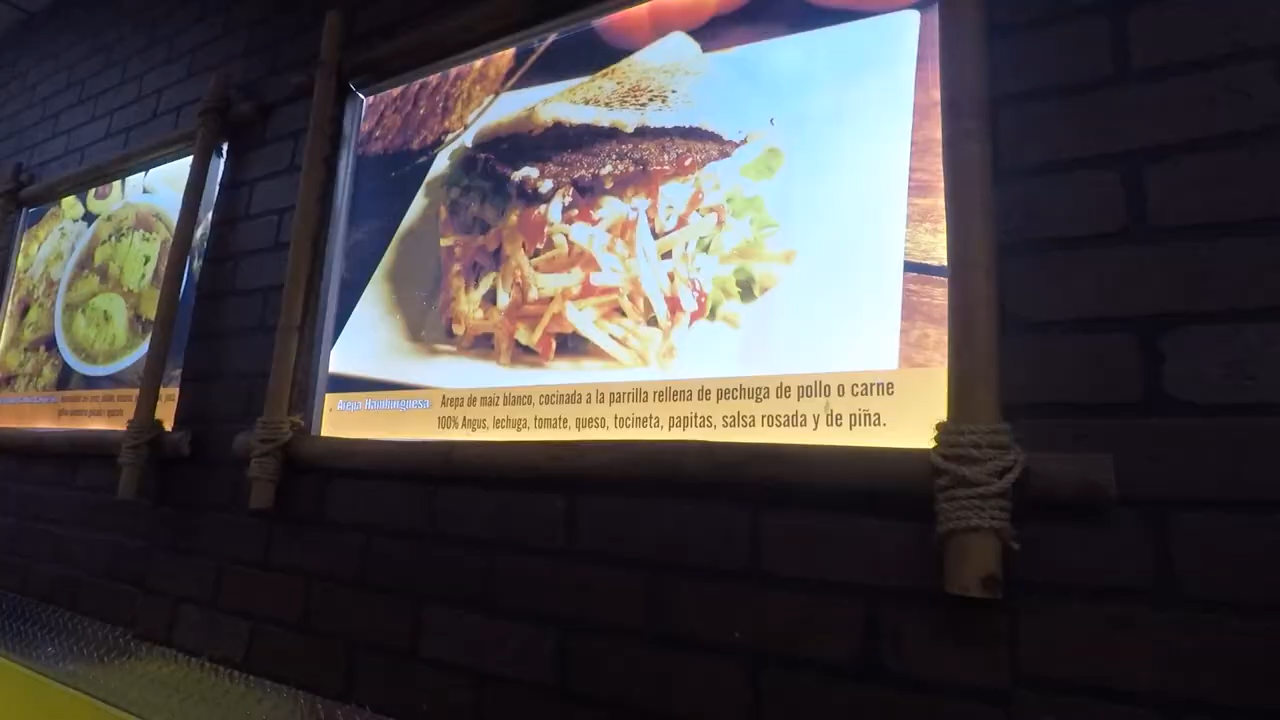 Arepa Hamburguesa. Arepa de maíz blanco, cocinada a la parrilla rellena de pechuga de pollo o carne
100% Angus, lechuga, tomate, queso, tocineta, papitas, salsa rosada y de piña.